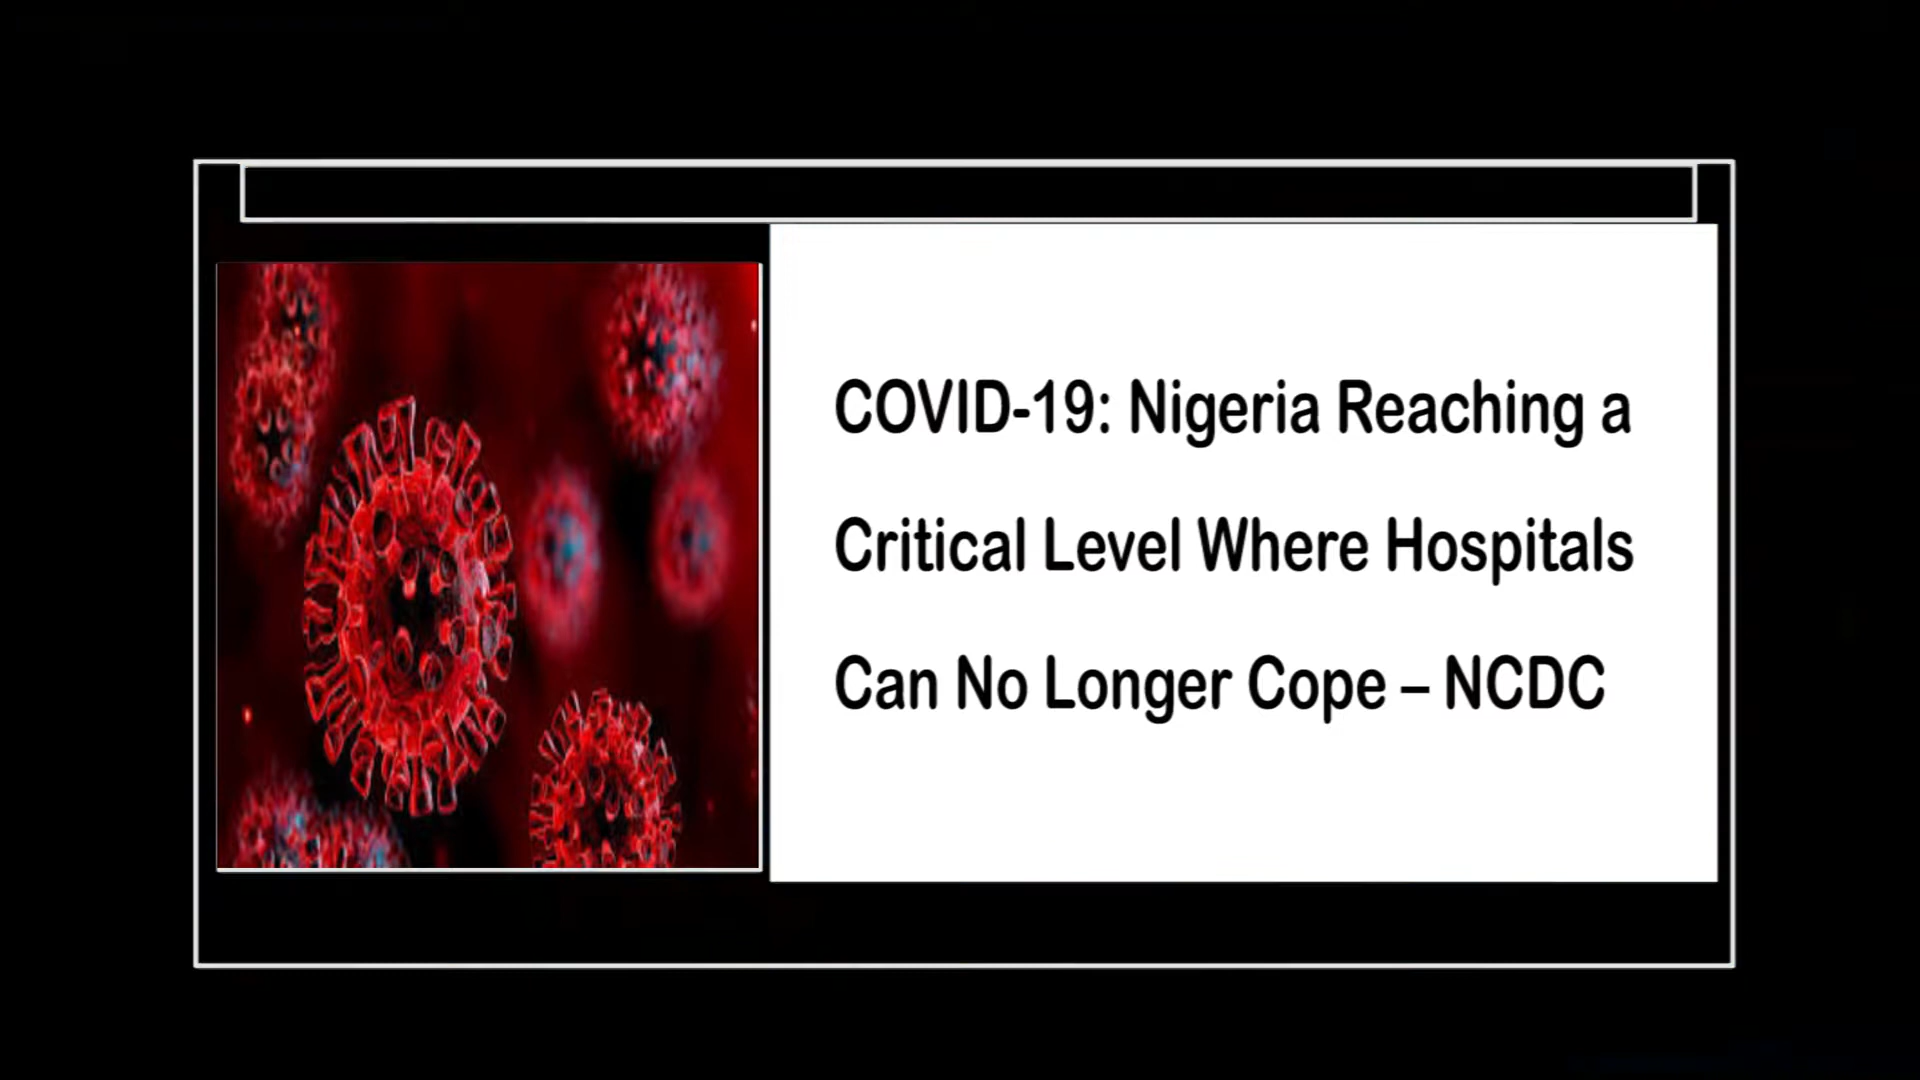 COVID-19: Nigeria Reaching a
Critical Level Where Hospitals
Can No Longer Cope – NCDC